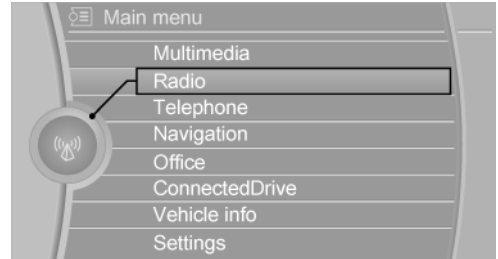 Main menu
Multimedia
Radio
Telephone
Navigation
Office
ConnectedDrive
Vehicle info
Settings